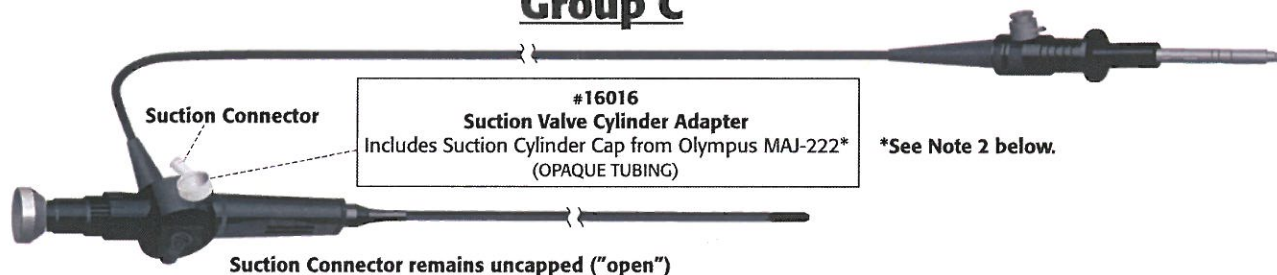 Group C
Suction Connector
#16016
Suction Valve Cylinder Adapter
Includes Suction Cylinder Cap from Olympus MAJ-222*
(OPAQUE TUBING)
*See Note 2 below.
Suction Connector remains uncapped ("open")